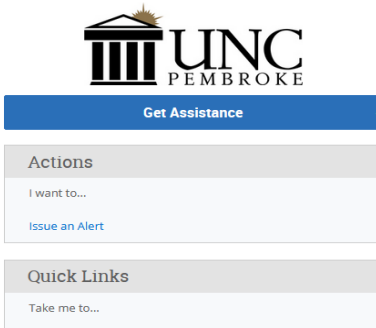 UNC
PEMBROKE
Get Assistance
Actions
I want to...
Issue an Alert
Quick Links
Take me to...